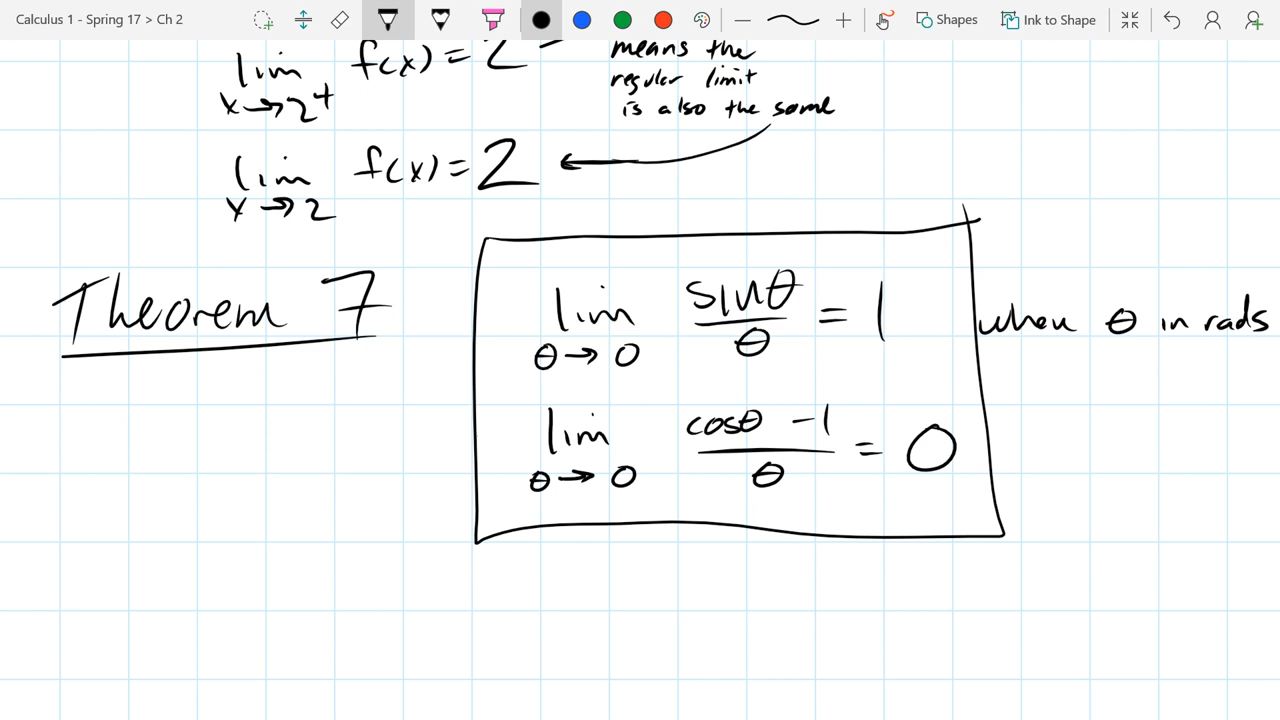 Calculus 1 - Spring 17 > Ch 2
Shapes
Ink to Shape
lim f(x) = 2
x→2+
means the
regular limit
is also the same
lim f(x) = 2
x→2
Theorem 7
lim sinθ/θ = 1 when θ in rads
θ→0
lim cosθ -1/θ = 0
θ→0